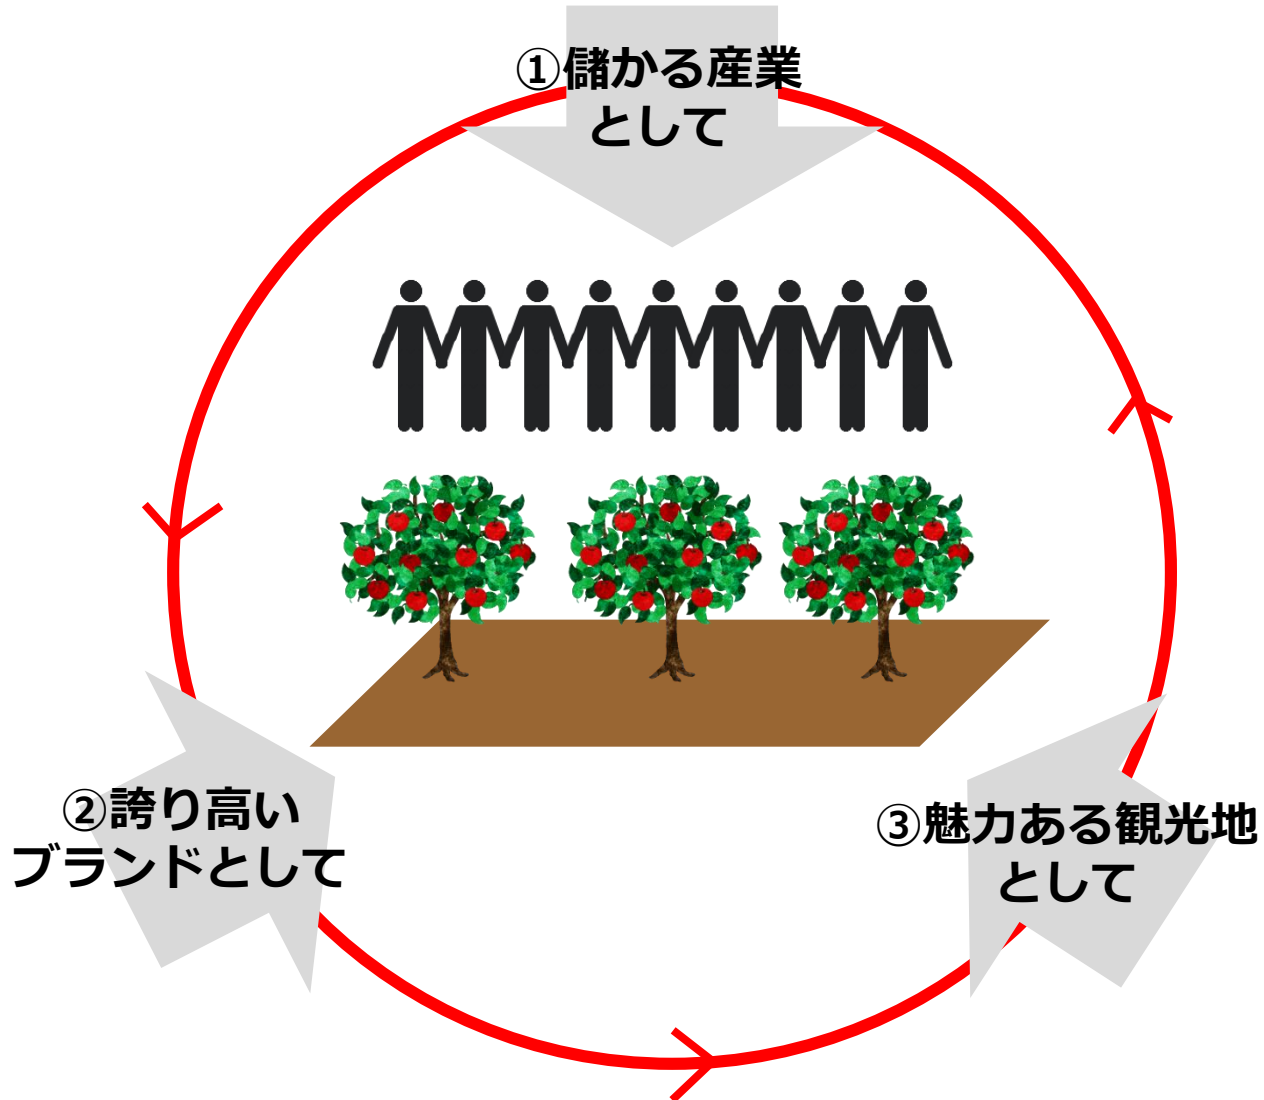 ①儲かる産業
として
②誇り高い
ブランドとして
③魅力ある観光地
として